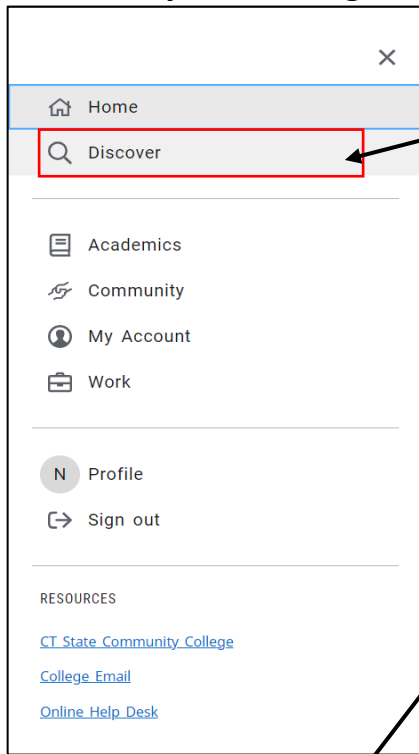 Home
Discover
Academics
Community
My Account
Work
N Profile
Sign out
RESOURCES
CT State Community College
College Email
Online Help Desk